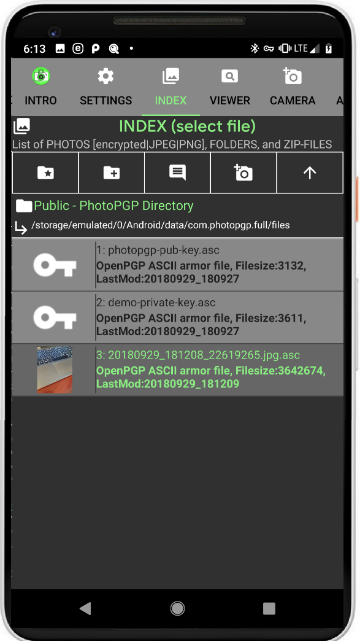 6:13
LTE
INTRO SETTINGS INDEX VIEWER CAMERA A
INDEX (select file)
List of PHOTOS [encrypted|JPEG|PNG], FOLDERS, and ZIP-FILES
Public - PhotoPGP Directory
/storage/emulated/0/Android/data/com.photopgp.full/files
1: photopgp-pub-key.asc
OpenPGP ASCII armor file, Filesize:3132,
LastMod:20180929_180927
2: demo-private-key.asc
OpenPGP ASCII armor file, Filesize:3611,
LastMod:20180929_180927
3: 20180929_181208_22619265.jpg.asc
OpenPGP ASCII armor file, Filesize:3642674,
LastMod:20180929_181209